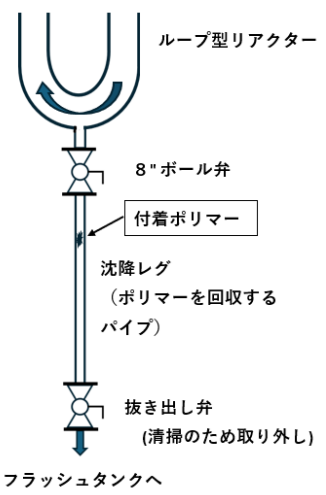 ループ型リアクター
８"ボール弁
付着ポリマー
沈降レグ
（ポリマーを回収する
パイプ）
抜き出し弁
(清掃のため取り外し)
フラッシュタンクへ